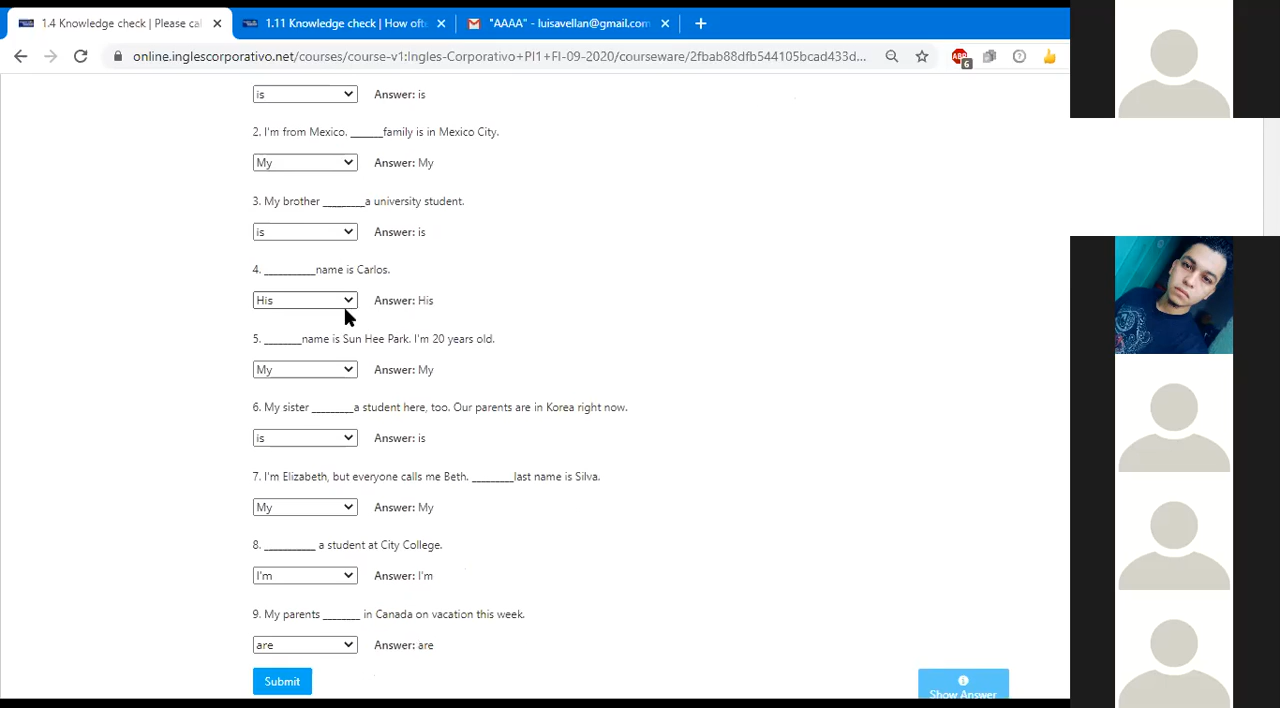 1.4 Knowledge check | Please cal
1.11 Knowledge check | How oft
"AAAA" - luisavellan@gmail.com
online.inglescorporativo.net/courses/course-v1:Ingles-Corporativo+PI1+FI-09-2020/courseware/2fbab88dfb544105bcad433d...
6
is Answer: is
2. I'm from Mexico. ______family is in Mexico City.
My Answer: My
3. My brother ________a university student.
is Answer: is
4. __________name is Carlos.
His Answer: His
5. _______name is Sun Hee Park. I'm 20 years old.
My Answer: My
6. My sister ________a student here, too. Our parents are in Korea right now.
is Answer: is
7. I'm Elizabeth, but everyone calls me Beth. ________last name is Silva.
My Answer: My
8. __________ a student at City College.
I'm Answer: I'm
9. My parents _______ in Canada on vacation this week.
are Answer: are
Submit
Show Answer